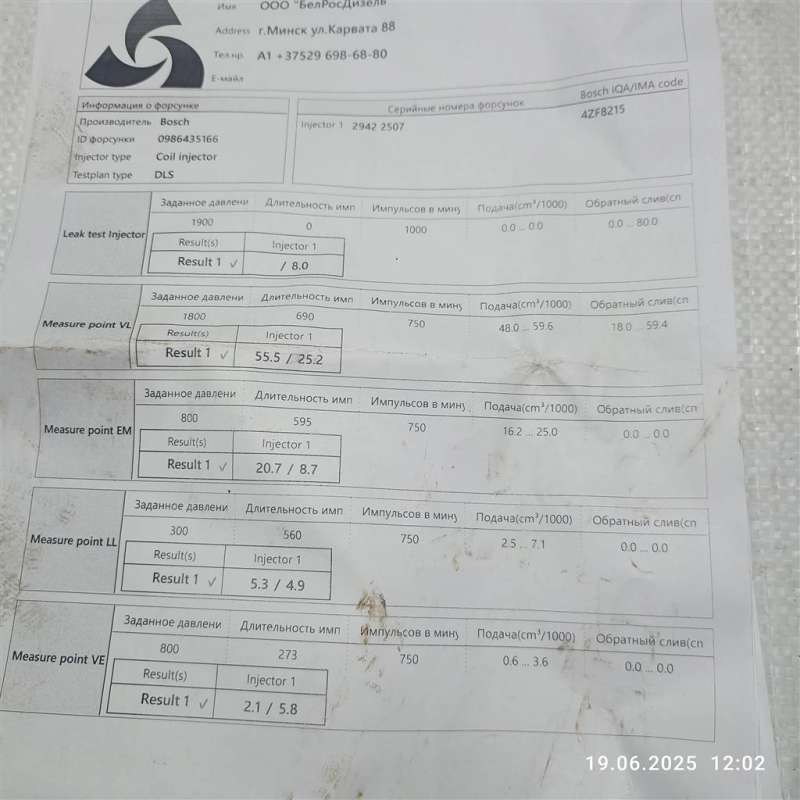 Имя ООО "БелРосДизель
Address г.Минск ул.Карвата 88
Тел нр. A1 +37529 698-68-80
E-майл
Информация о форсунке
Производитель Bosch
ID форсунки 0986435166
Injector type Coil injector
Testplan type DLS
Серийные номера форсунок Bosch IQA/IMA code
Injector 1 2942 2507 4ZF8215
Leak test Injector
Заданное давлени Длительность имп Импульсов в мину Подача(cm³/1000) Обратный слив(сп
1900 0 1000 0.0 ... 0.0 0.0 ... 80.0
Result(s) Injector 1
Result 1 ✓ / 8.0
Measure point VL
Заданное давлени Длительность имп Импульсов в мину Подача(cm³/1000) Обратный слив(сп
1800 690 750 48.0 ... 59.6 18.0 ... 59.4
Result(s) Injector 1
Result 1 ✓ 55.5 / 25.2
Measure point EM
Заданное давлени Длительность имп Импульсов в мину Подача(cm³/1000) Обратный слив(сп
800 595 750 16.2 ... 25.0 0.0 ... 0.0
Result(s) Injector 1
Result 1 ✓ 20.7 / 8.7
Measure point LL
Заданное давлени Длительность имп Импульсов в мину Подача(cm³/1000) Обратный слив(сп
300 560 750 2.5 ... 7.1 0.0 ... 0.0
Result(s) Injector 1
Result 1 ✓ 5.3 / 4.9
Measure point VE
Заданное давлени Длительность имп Импульсов в мину Подача(cm³/1000) Обратный слив(сп
800 273 750 0.6 ... 3.6 0.0 ... 0.0
Result(s) Injector 1
Result 1 ✓ 2.1 / 5.8
19.06.2025 12:02